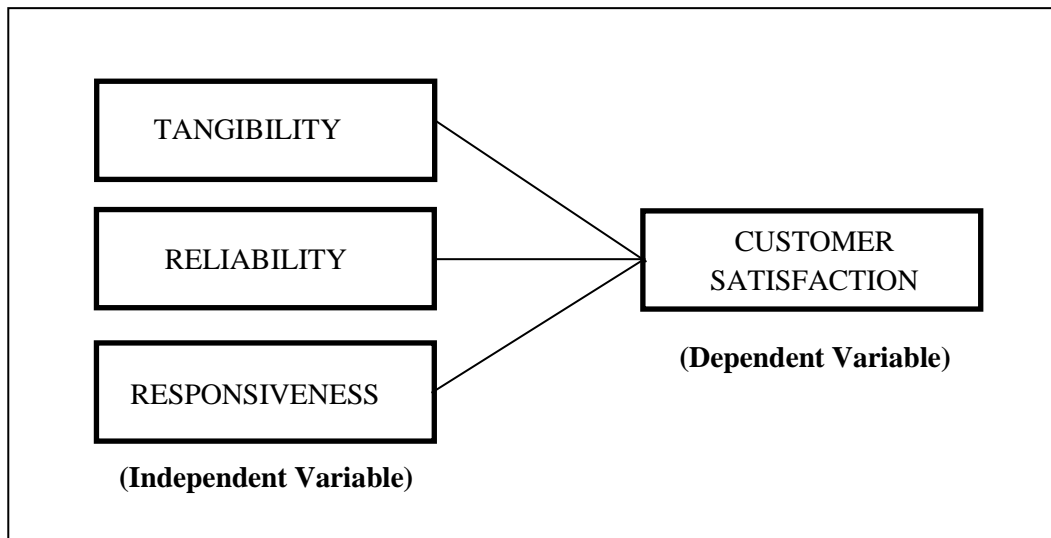 TANGIBILITY
RELIABILITY
RESPONSIVENESS
(Independent Variable)
CUSTOMER
SATISFACTION
(Dependent Variable)